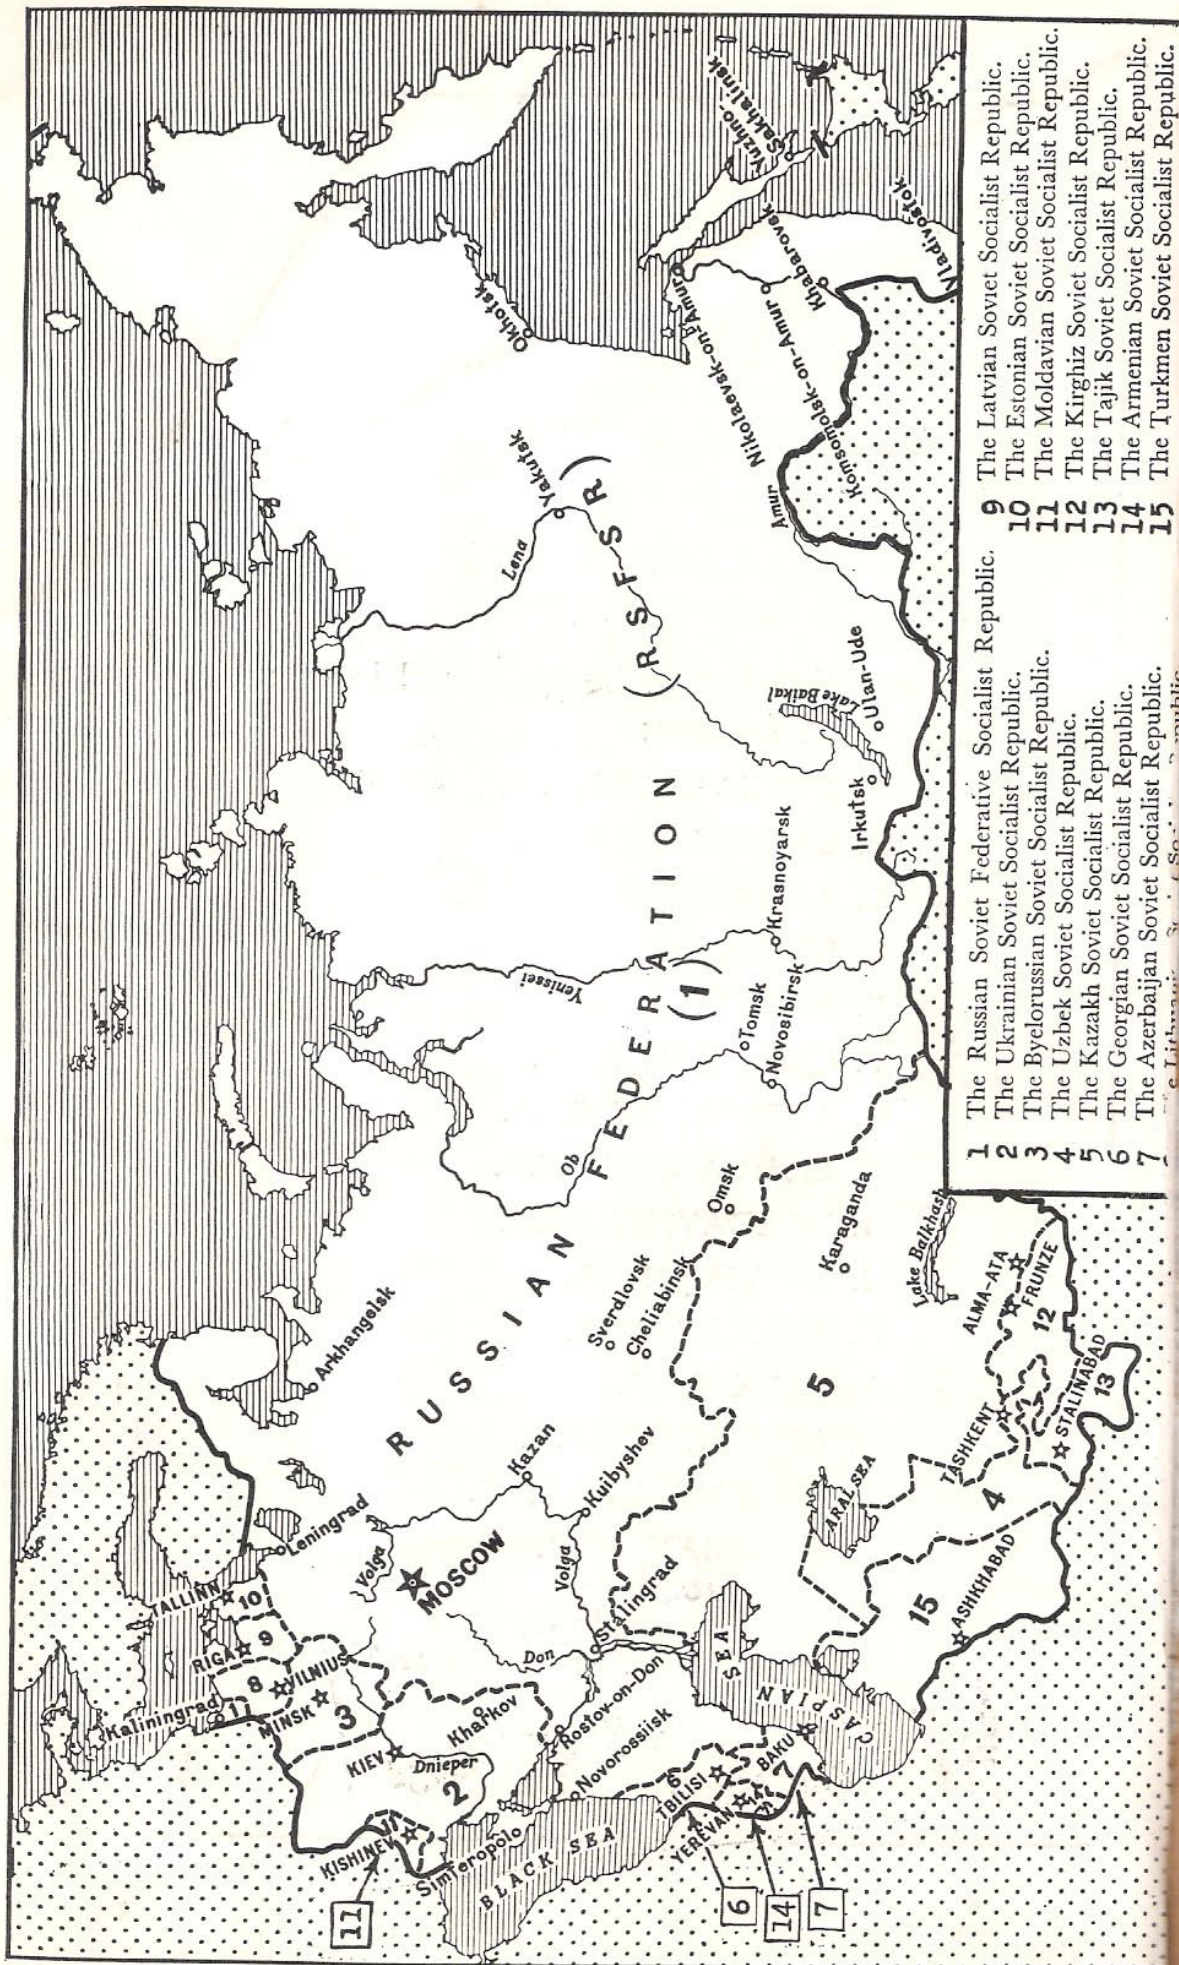 RUSSIAN FEDERATION
(1)
(RSFSR)
Kaliningrad
1
TALLINN
10
RIGA
9
8
VILNIUS
MINSK
3
KIEV
Dnieper
2
Kharkov
KISHINEV
11
11
Simferopol
BLACK SEA
Leningrad
Arkhangelsk
Volga
MOSCOW
Kazan
Volga
Kuibyshev
Don
Stalingrad
Rostov-on-Don
Novorossiisk
6
TBILISI
YEREVAN
14
7
BAKU
7
6
14
7
CASPIAN SEA
ARAL SEA
Sverdlovsk
Cheliabinsk
Omsk
Karaganda
5
Lake Balkhash
ALMA-ATA
FRUNZE
12
TASHKENT
4
STALINABAD
13
15
ASHKHABAD
Ob
Yenissei
Tomsk
Novosibirsk
Krasnoyarsk
Irkutsk
Lake Baikal
Ulan-Ude
Lena
Yakutsk
Okhotsk
Amur
Nikolaevsk-on-Amur
Komsomolsk-on-Amur
Khabarovsk
Vladivostok
Yuzhno
Sakhalinsk
1 The Russian Soviet Federative Socialist Republic.
2 The Ukrainian Soviet Socialist Republic.
3 The Byelorussian Soviet Socialist Republic.
4 The Uzbek Soviet Socialist Republic.
5 The Kazakh Soviet Socialist Republic.
6 The Georgian Soviet Socialist Republic.
7 The Azerbaijan Soviet Socialist Republic.
9 The Latvian Soviet Socialist Republic.
10 The Estonian Soviet Socialist Republic.
11 The Moldavian Soviet Socialist Republic.
12 The Kirghiz Soviet Socialist Republic.
13 The Tajik Soviet Socialist Republic.
14 The Armenian Soviet Socialist Republic.
15 The Turkmen Soviet Socialist Republic.